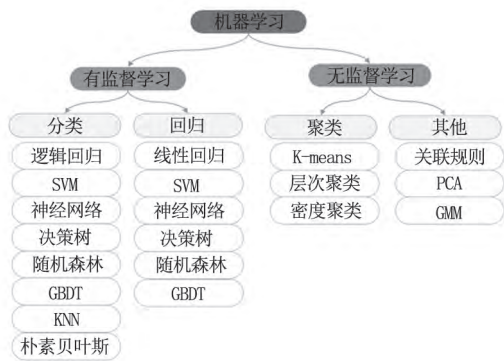 机器学习
有监督学习
无监督学习
分类
逻辑回归
SVM
神经网络
决策树
随机森林
GBDT
KNN
朴素贝叶斯
回归
线性回归
SVM
神经网络
决策树
随机森林
GBDT
聚类
K-means
层次聚类
密度聚类
其他
关联规则
PCA
GMM